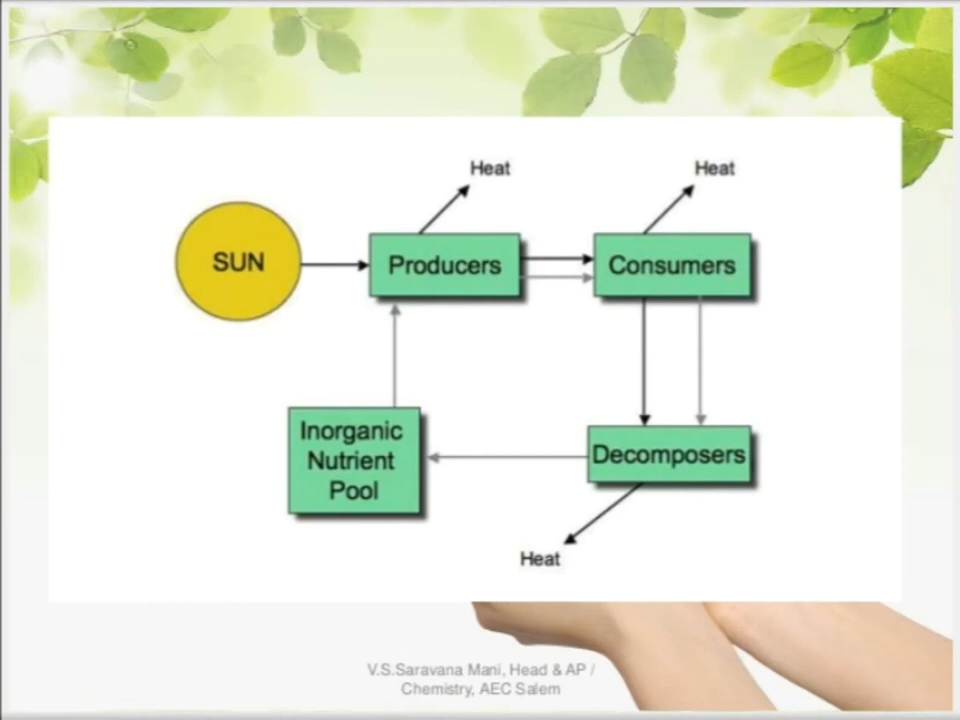 Heat
Heat
SUN
Producers
Consumers
Inorganic
Nutrient
Pool
Decomposers
Heat
V.S.Saravana Mani, Head & AP /
Chemistry, AEC Salem